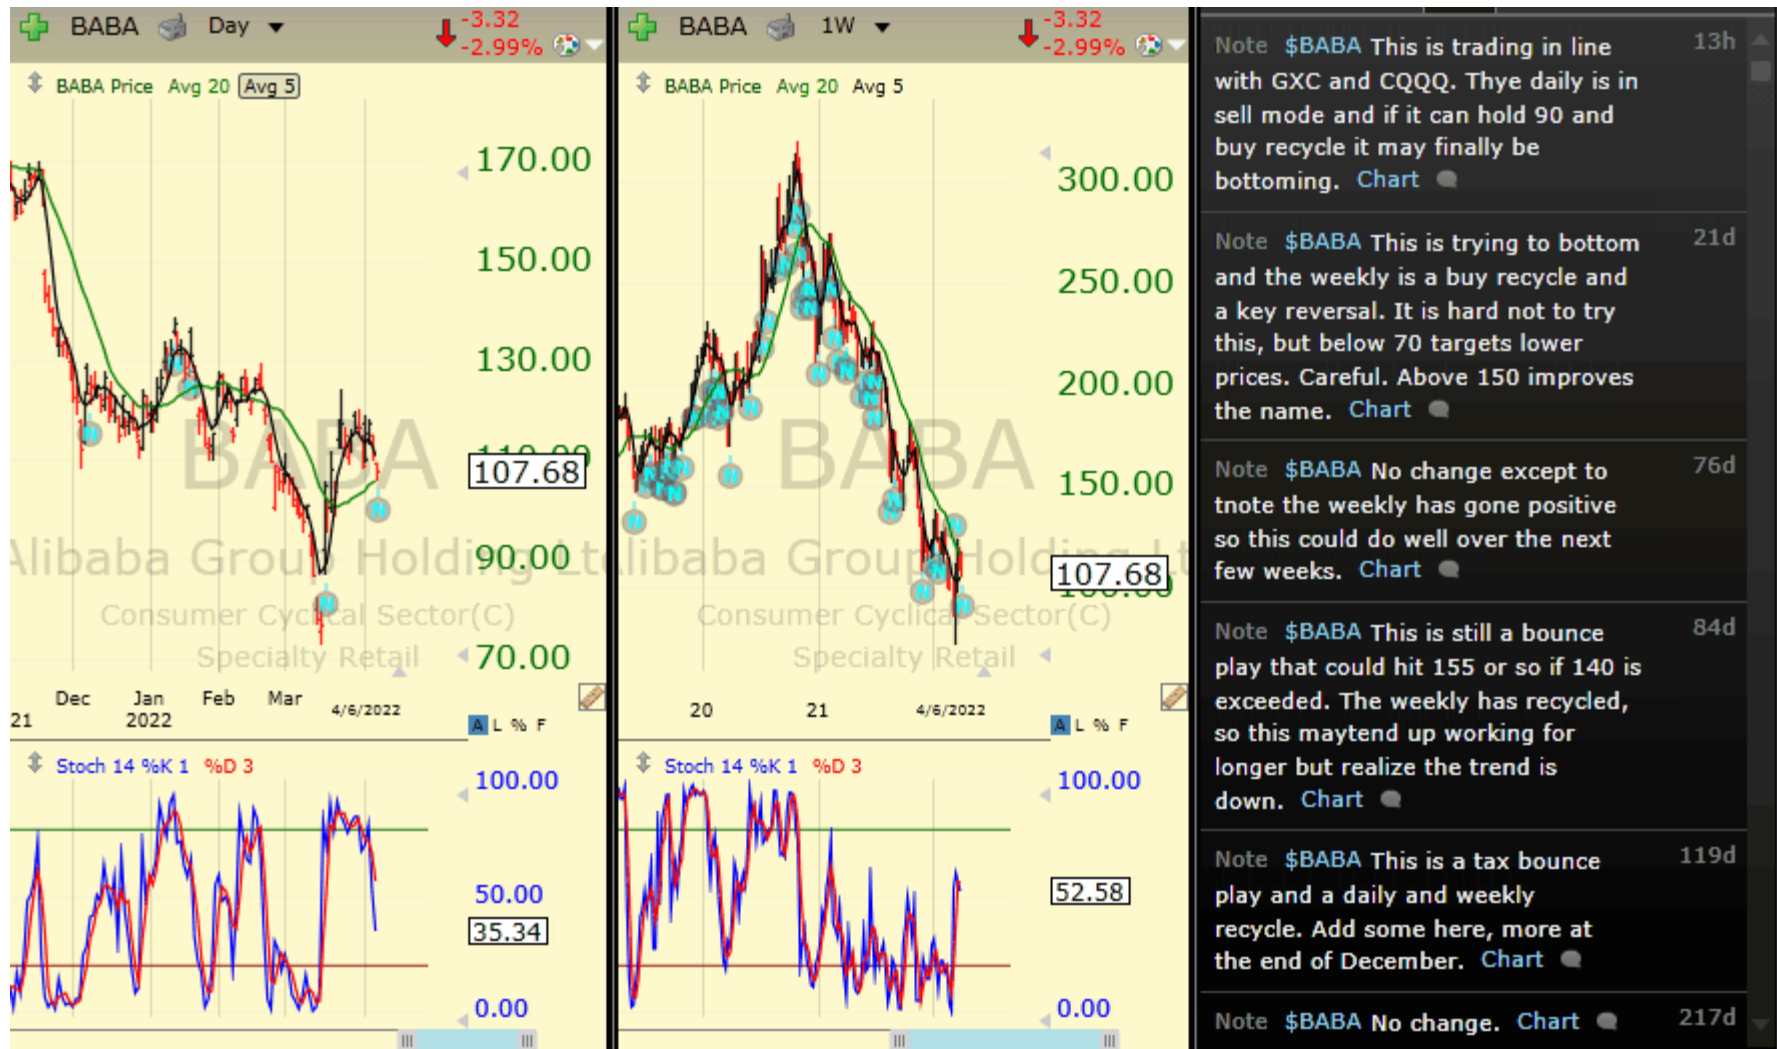 BABA Day -3.32
-2.99%
BABA Price Avg 20 Avg 5
170.00
150.00
130.00
107.68
90.00
70.00
BABA
Alibaba Group Holding Lt
Consumer Cyclical Sector(C)
Specialty Retail
Dec Jan Feb Mar 4/6/2022
21 2022
A L % F
Stoch 14 %K 1 %D 3
100.00
50.00
35.34
0.00
BABA 1W -3.32
-2.99%
BABA Price Avg 20 Avg 5
300.00
250.00
200.00
150.00
107.68
BABA
libaba Group Holding Lt
Consumer Cyclical Sector(C)
Specialty Retail
20 21 4/6/2022
A L % F
Stoch 14 %K 1 %D 3
100.00
52.58
0.00
Note $BABA This is trading in line 13h
with GXC and CQQQ. Thye daily is in
sell mode and if it can hold 90 and
buy recycle it may finally be
bottoming. Chart
Note $BABA This is trying to bottom 21d
and the weekly is a buy recycle and
a key reversal. It is hard not to try
this, but below 70 targets lower
prices. Careful. Above 150 improves
the name. Chart
Note $BABA No change except to 76d
tnote the weekly has gone positive
so this could do well over the next
few weeks. Chart
Note $BABA This is still a bounce 84d
play that could hit 155 or so if 140 is
exceeded. The weekly has recycled,
so this maytend up working for
longer but realize the trend is
down. Chart
Note $BABA This is a tax bounce 119d
play and a daily and weekly
recycle. Add some here, more at
the end of December. Chart
Note $BABA No change. Chart 217d